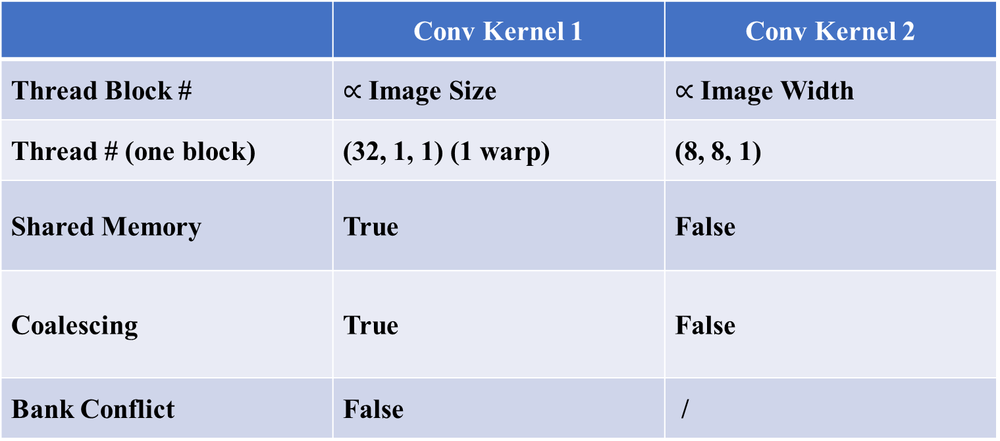 Conv Kernel 1 Conv Kernel 2
Thread Block # ∝ Image Size ∝ Image Width
Thread # (one block) (32, 1, 1) (1 warp) (8, 8, 1)
Shared Memory True False
Coalescing True False
Bank Conflict False /